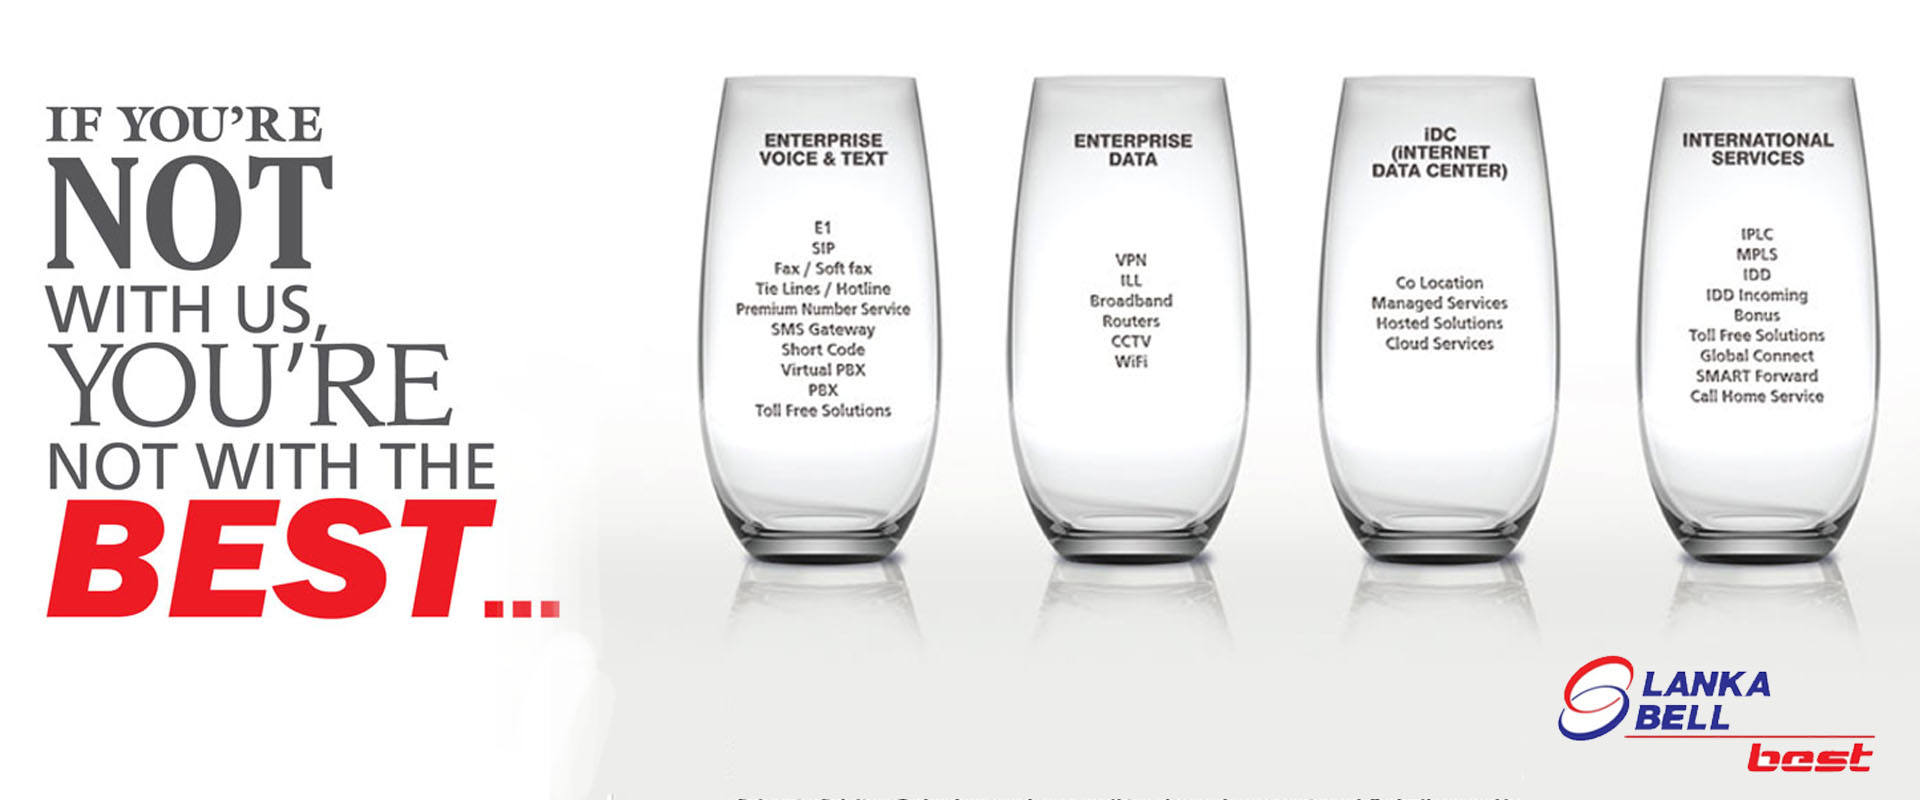 IF YOU'RE
NOT
WITH US,
YOU'RE
NOT WITH THE
BEST...
ENTERPRISE
VOICE & TEXT
E1
SIP
Fax / Soft fax
Tie Lines / Hotline
Premium Number Service
SMS Gateway
Short Code
Virtual PBX
PBX
Toll Free Solutions
ENTERPRISE
DATA
VPN
ILL
Broadband
Routers
CCTV
WiFi
iDC
(iNTERNET
DATA CENTER)
Co Location
Managed Services
Hosted Solutions
Cloud Services
INTERNATIONAL
SERVICES
IPLC
MPLS
IDD
IDD Incoming
Bonus
Toll Free Solutions
Global Connect
SMART Forward
Call Home Service
LANKA
BELL
best